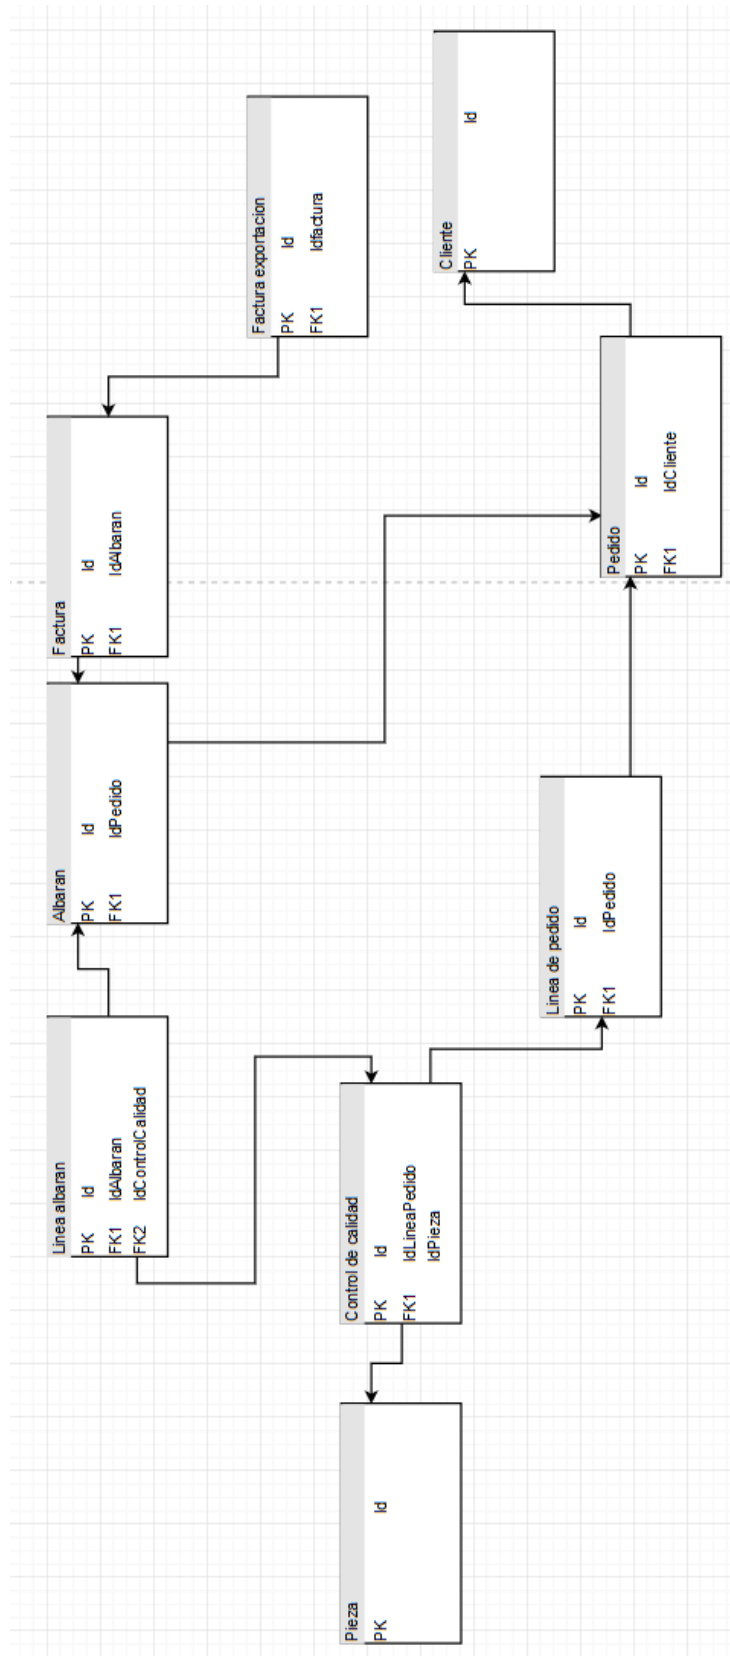 Linea albaran
PK Id
FK1 IdAlbaran
FK2 IdControlCalidad
Albaran
PK Id
FK1 IdPedido
Factura
PK Id
FK1 IdAlbaran
Factura exportacion
PK Id
FK1 Idfactura
Pieza
PK Id
Control de calidad
PK Id
FK1 IdLineaPedido
IdPieza
Cliente
PK Id
Linea de pedido
PK Id
FK1 IdPedido
Pedido
PK Id
FK1 IdCliente